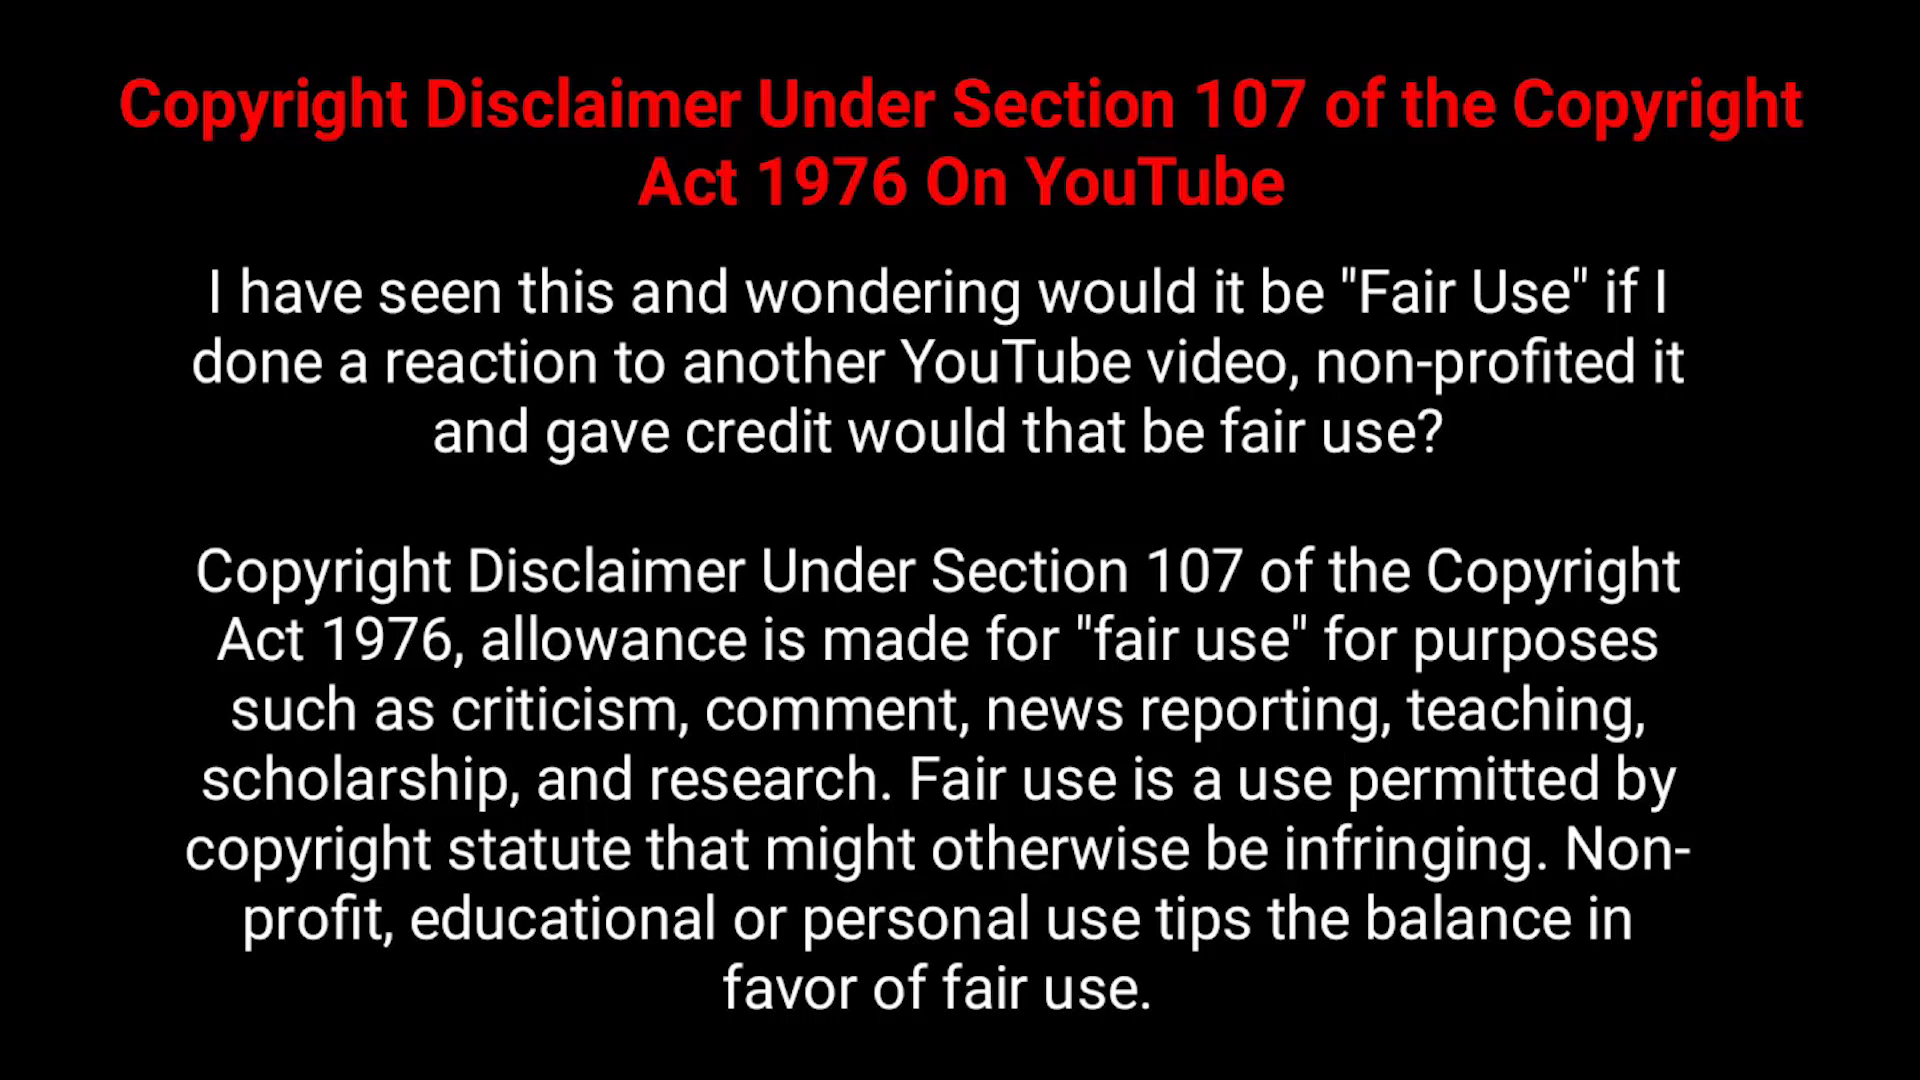 Copyright Disclaimer Under Section 107 of the Copyright
Act 1976 On YouTube
I have seen this and wondering would it be "Fair Use" if I
done a reaction to another YouTube video, non-profited it
and gave credit would that be fair use?
Copyright Disclaimer Under Section 107 of the Copyright
Act 1976, allowance is made for "fair use" for purposes
such as criticism, comment, news reporting, teaching,
scholarship, and research. Fair use is a use permitted by
copyright statute that might otherwise be infringing. Non-
profit, educational or personal use tips the balance in
favor of fair use.